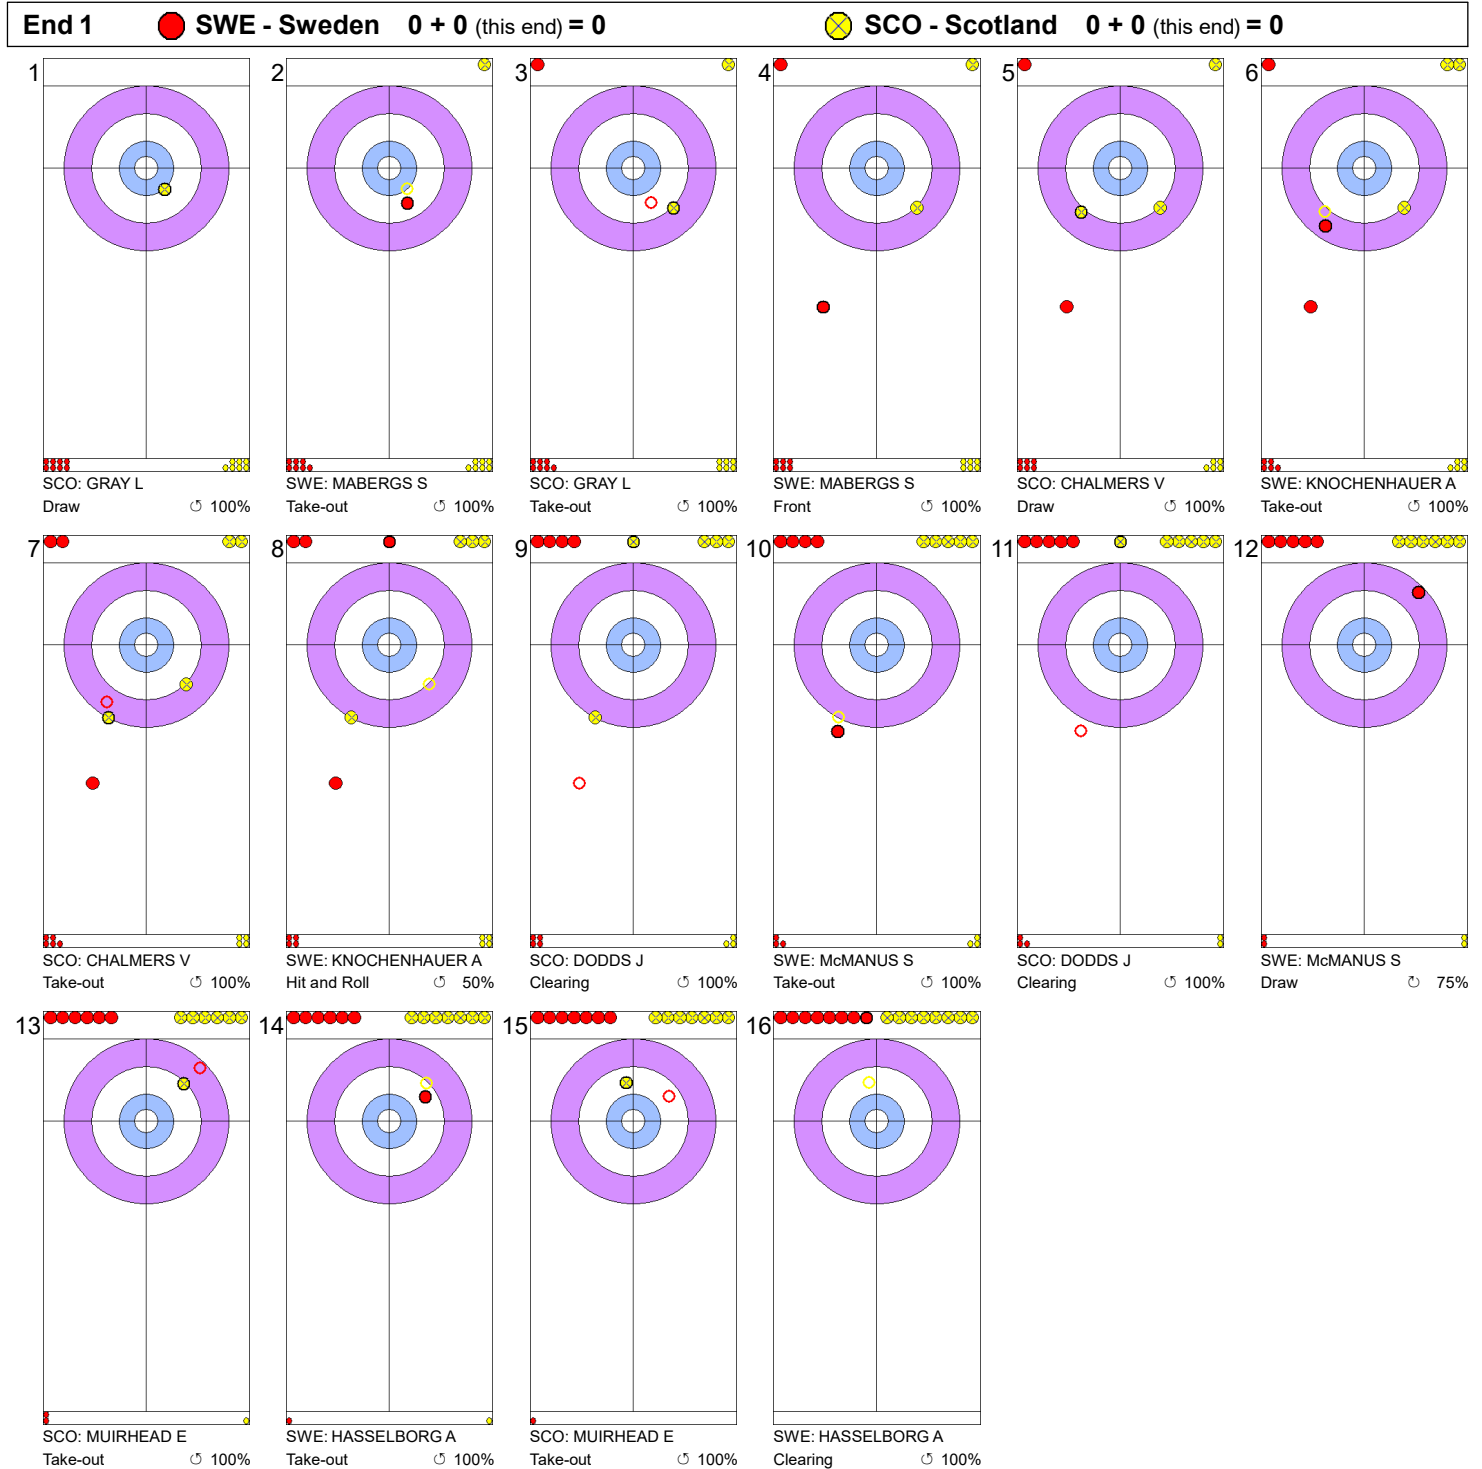 End 1 SWE - Sweden 0 + 0 (this end) = 0 SCO - Scotland 0 + 0 (this end) = 0
1 2 3 4 5 6
SCO: GRAY L SWE: MABERGS S SCO: GRAY L SWE: MABERGS S SCO: CHALMERS V SWE: KNOCHENHAUER A
Draw ↺ 100% Take-out ↺ 100% Take-out ↺ 100% Front ↺ 100% Draw ↺ 100% Take-out ↺ 100%
7 8 9 10 11 12
SCO: CHALMERS V SWE: KNOCHENHAUER A SCO: DODDS J SWE: McMANUS S SCO: DODDS J SWE: McMANUS S
Take-out ↺ 100% Hit and Roll ↺ 50% Clearing ↺ 100% Take-out ↺ 100% Clearing ↺ 100% Draw ↻ 75%
13 14 15 16
SCO: MUIRHEAD E SWE: HASSELBORG A SCO: MUIRHEAD E SWE: HASSELBORG A
Take-out ↺ 100% Take-out ↺ 100% Take-out ↺ 100% Clearing ↺ 100%